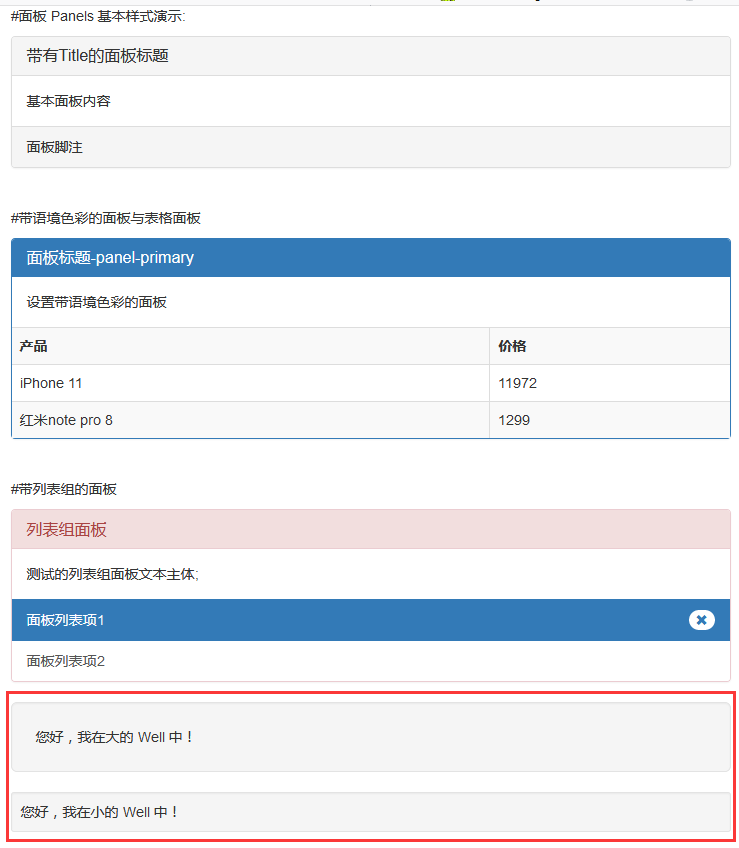 #面板 Panels 基本样式演示:
带有Title的面板标题
基本面板内容
面板脚注
#带语境色彩的面板与表格面板
面板标题-panel-primary
设置带语境色彩的面板
产品 价格
iPhone 11 11972
红米note pro 8 1299
#带列表组的面板
列表组面板
测试的列表组面板文本主体;
面板列表项1
面板列表项2
您好，我在大的 Well 中！
您好，我在小的 Well 中！